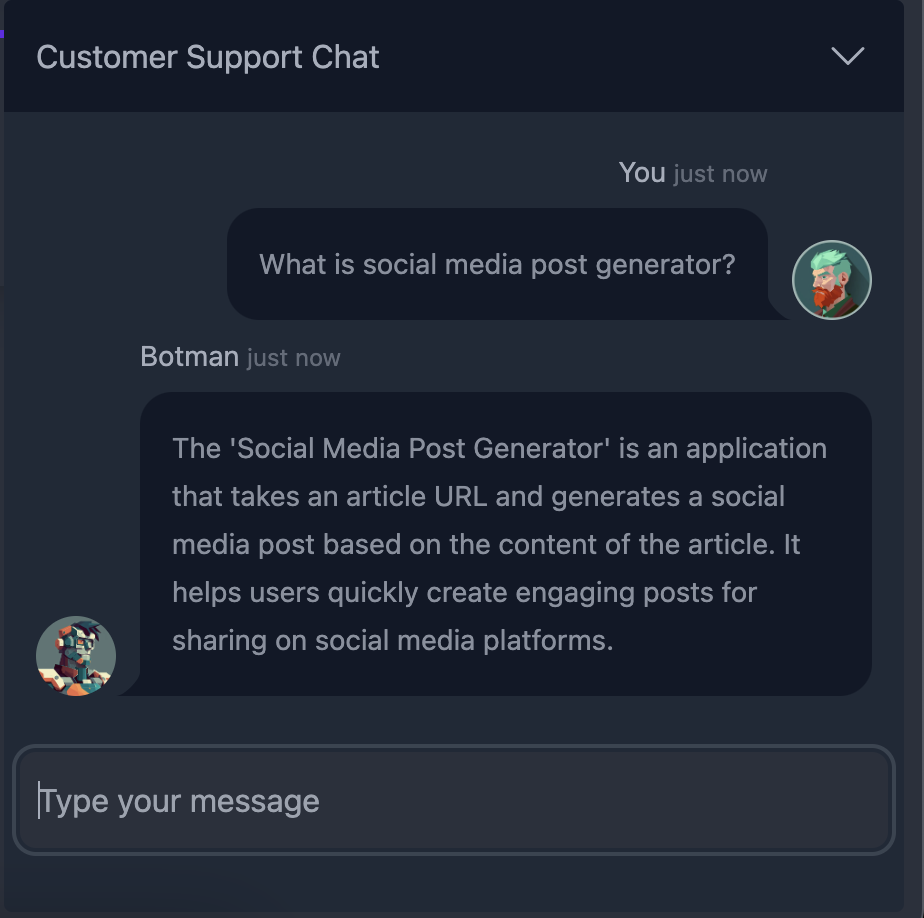 Customer Support Chat
You just now
What is social media post generator?
Botman just now
The 'Social Media Post Generator' is an application
that takes an article URL and generates a social
media post based on the content of the article. It
helps users quickly create engaging posts for
sharing on social media platforms.
Type your message